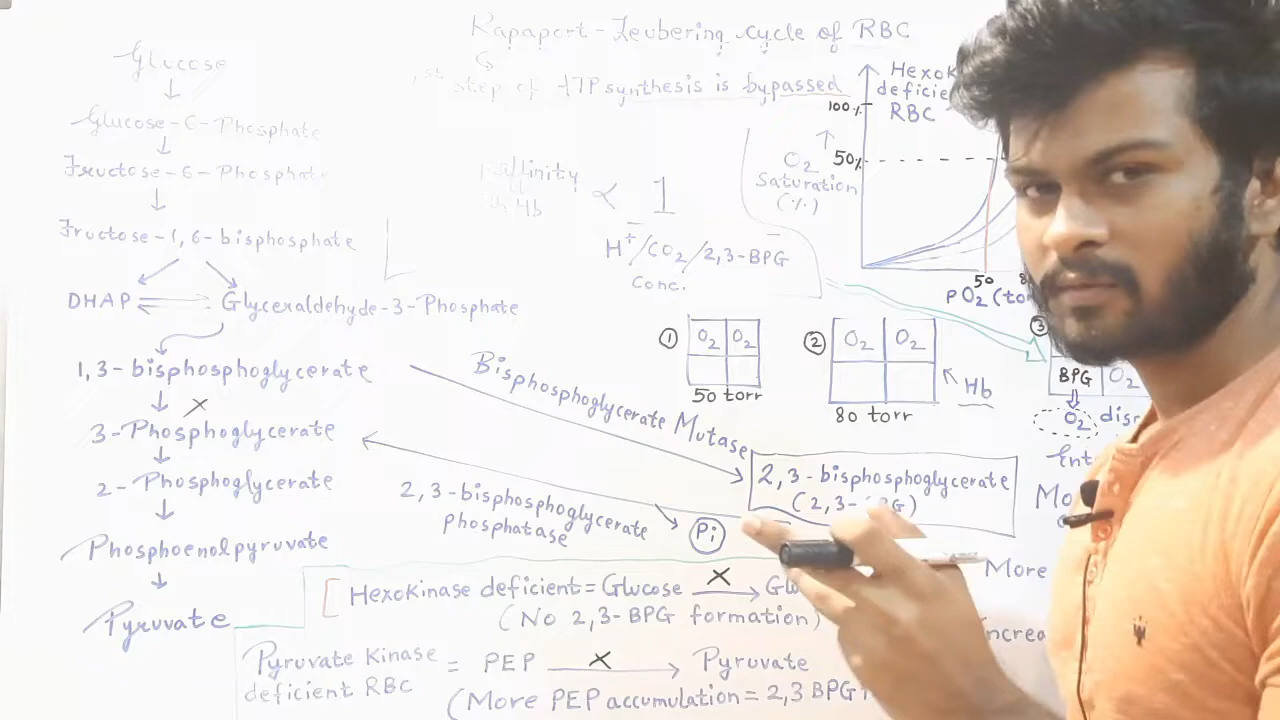 Rapaport-Leubering cycle of RBC
1st step of ATP synthesis is bypassed
Glucose
Glucose-6-Phosphate
Fructose-6-Phosphate
Fructose-1,6-bisphosphate
DHAP
Glyceraldehyde-3-Phosphate
1,3-bisphosphoglycerate
X
3-Phosphoglycerate
2-Phosphoglycerate
Phosphoenolpyruvate
Pyruvate
affinity
Hb
∝ 1
H+/CO2/2,3-BPG
Conc.
deficie
RBC
100%
50%
O2
Saturation
(%)
50
pO2
① O2 O2
50 torr
② O2 O2
80 torr
Hb
③
BPG O2
O2
Bisphosphoglycerate Mutase
2,3-bisphosphoglycerate
2,3-bisphosphoglycerate
phosphatase
Pi
More
Hexokinase deficient = Glucose X
(No 2,3-BPG formation)
Pyruvate Kinase
deficient RBC
= PEP X Pyruvate
(More PEP accumulation = 2,3 BPG